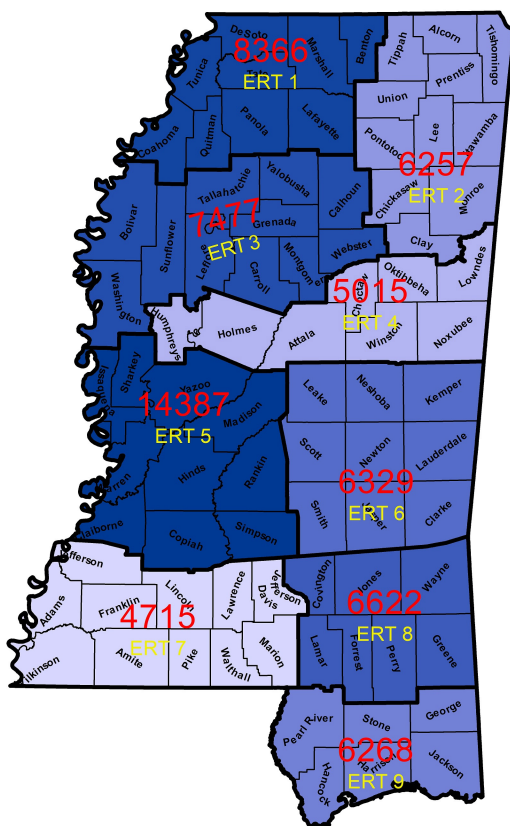 DeSoto
Marshall
Benton
Tippah
Alcorn
Tishomingo
8366
ERT 1
Tunica
Prentiss
Union
Panola
Lafayette
Coahoma
Quitman
Pontotoc
Lee
Itawamba
6257
ERT 2
Chickasaw
Monroe
Clay
Bolivar
Sunflower
Tallahatchie
Yalobusha
Calhoun
7A77
ERT 3
Grenada
Leflore
Carroll
Montgomery
Webster
Washington
Humphreys
Holmes
Attala
Choctaw
Oktibbeha
Lowndes
5015
ERT 4
Winston
Noxubee
Sharkey
Issaquena
Yazoo
Madison
14387
ERT 5
Warren
Hinds
Rankin
Claiborne
Copiah
Simpson
Leake
Neshoba
Kemper
Scott
Newton
Lauderdale
6329
ERT 6
Smith
Jasper
Clarke
Jefferson
Adams
Franklin
Lincoln
Lawrence
Jefferson
Davis
4715
ERT 7
Wilkinson
Amite
Pike
Walthall
Marion
Covington
Jones
Wayne
6622
ERT 8
Lamar
Forrest
Perry
Greene
Pearl River
Stone
George
6268
ERT 9
Hancock
Harrison
Jackson